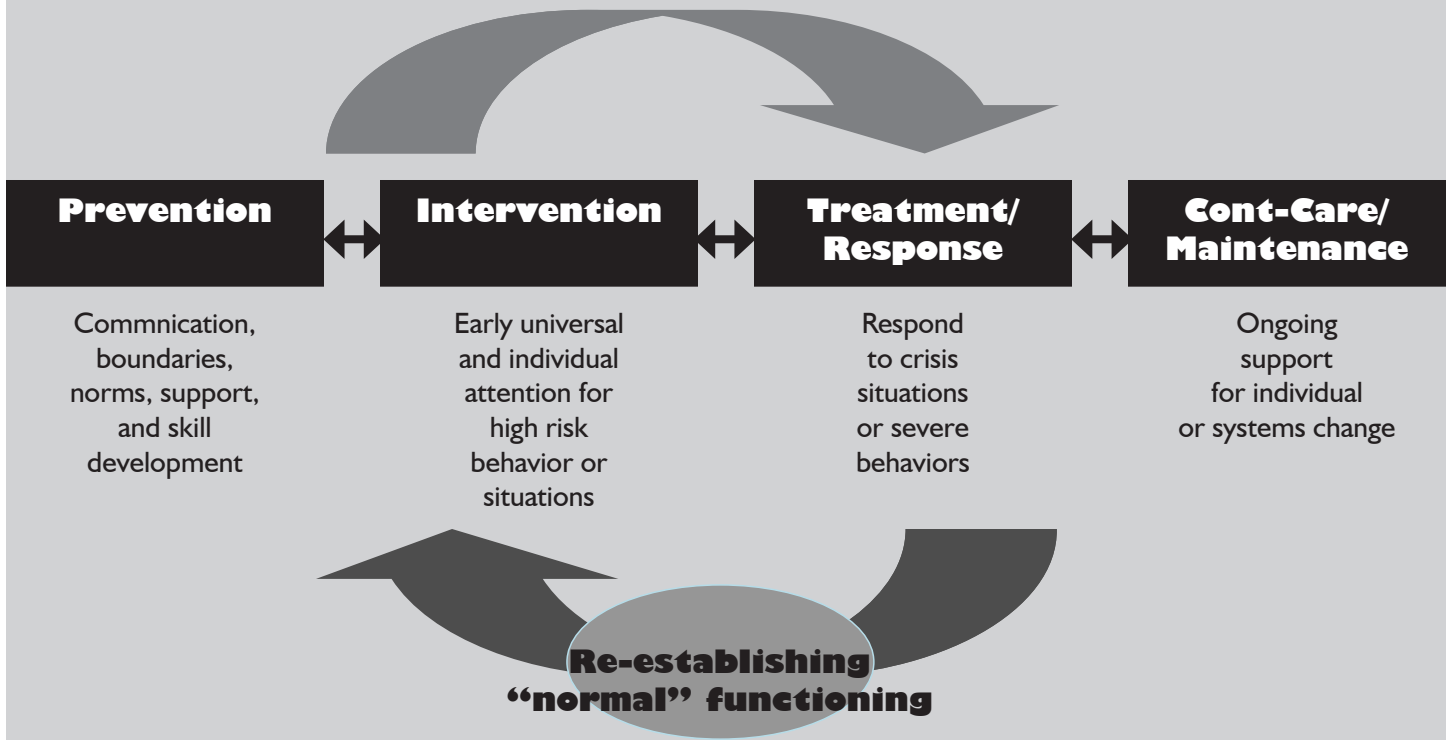 Prevention
Intervention
Treatment/
Response
Cont-Care/
Maintenance
Commnication,
boundaries,
norms, support,
and skill
development
Early universal
and individual
attention for
high risk
behavior or
situations
Respond
to crisis
situations
or severe
behaviors
Ongoing
support
for individual
or systems change
Re-establishing
“normal” functioning